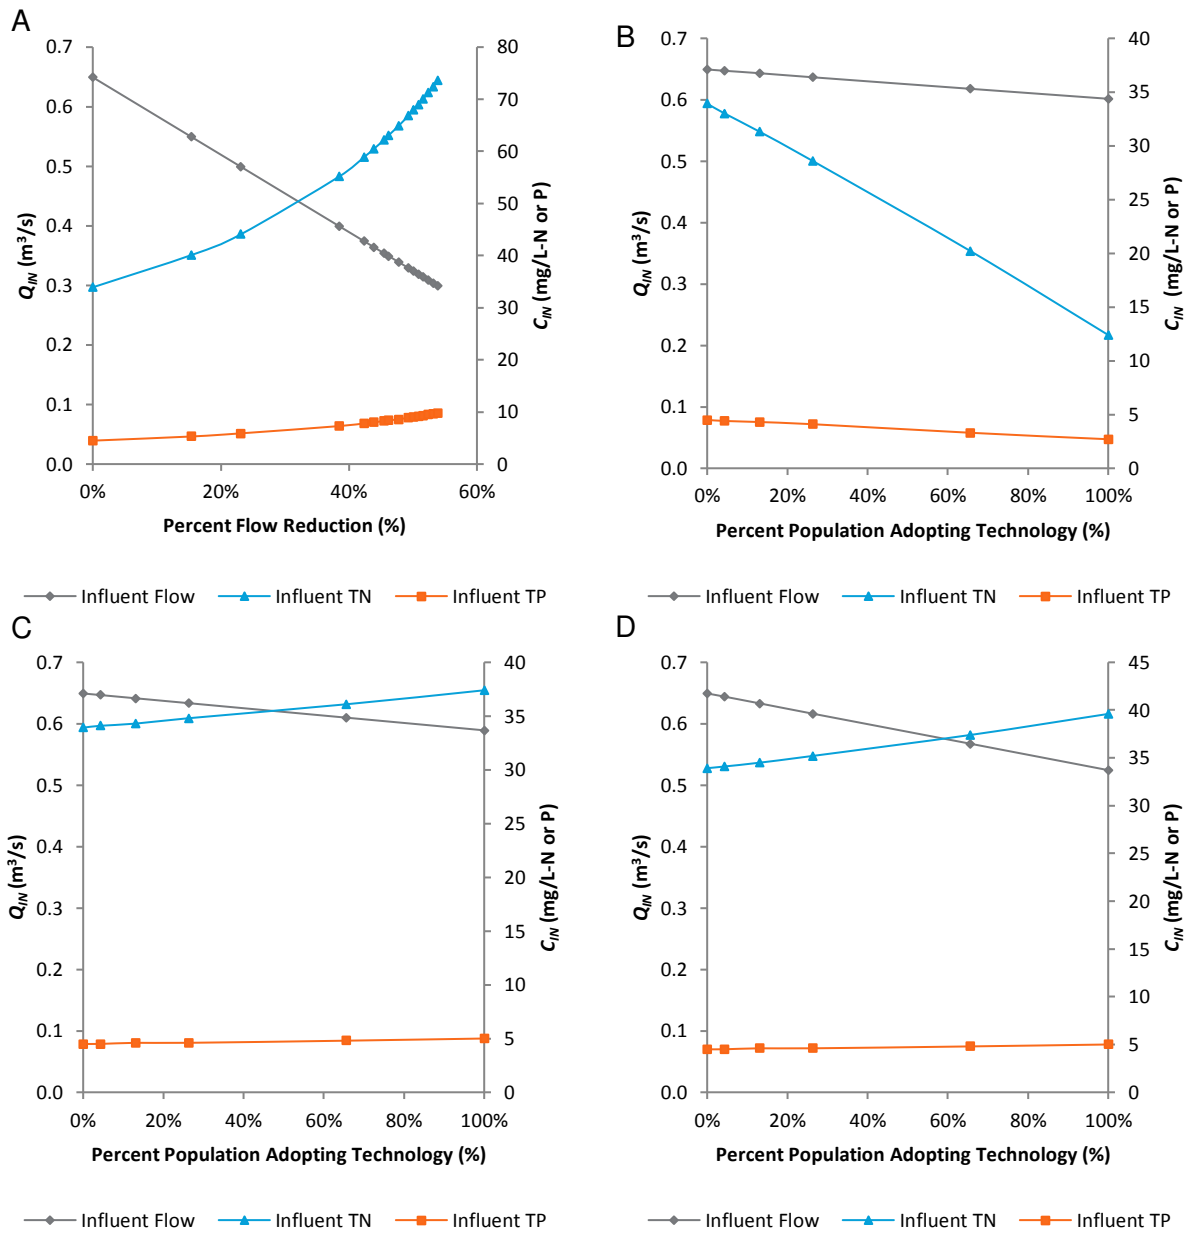 A
0.7
0.6
0.5
0.4
0.3
0.2
0.1
0.0
Q_IN (m³/s)
80
70
60
50
40
30
20
10
0
C_IN (mg/L-N or P)
0% 20% 40% 60%
Percent Flow Reduction (%)
Influent Flow Influent TN Influent TP
B
0.7
0.6
0.5
0.4
0.3
0.2
0.1
0.0
Q_IN (m³/s)
40
35
30
25
20
15
10
5
0
C_IN (mg/L-N or P)
0% 20% 40% 60% 80% 100%
Percent Population Adopting Technology (%)
Influent Flow Influent TN Influent TP
C
0.7
0.6
0.5
0.4
0.3
0.2
0.1
0.0
Q_IN (m³/s)
40
35
30
25
20
15
10
5
0
C_IN (mg/L-N or P)
0% 20% 40% 60% 80% 100%
Percent Population Adopting Technology (%)
Influent Flow Influent TN Influent TP
D
0.7
0.6
0.5
0.4
0.3
0.2
0.1
0.0
Q_IN (m³/s)
45
40
35
30
25
20
15
10
5
0
C_IN (mg/L-N or P)
0% 20% 40% 60% 80% 100%
Percent Population Adopting Technology (%)
Influent Flow Influent TN Influent TP